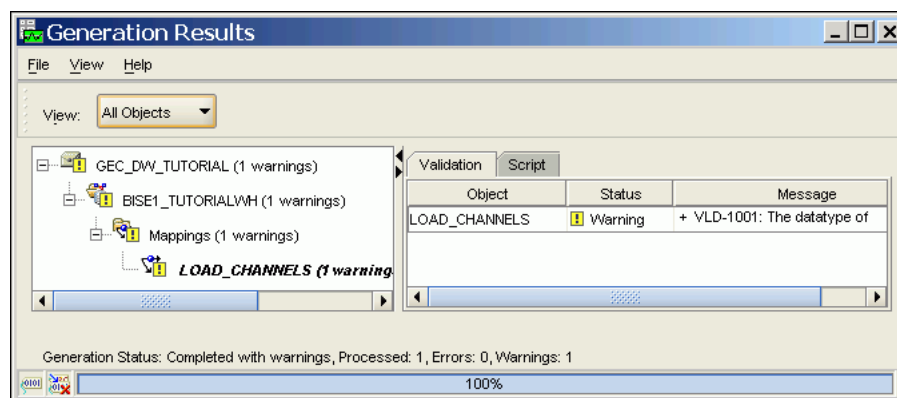 Generation Results
File View Help
View: All Objects
GEC_DW_TUTORIAL (1 warnings)
BISE1_TUTORIALWH (1 warnings)
Mappings (1 warnings)
LOAD_CHANNELS (1 warning
Validation Script
Object Status Message
LOAD_CHANNELS Warning + VLD-1001: The datatype of
Generation Status: Completed with warnings, Processed: 1, Errors: 0, Warnings: 1
100%